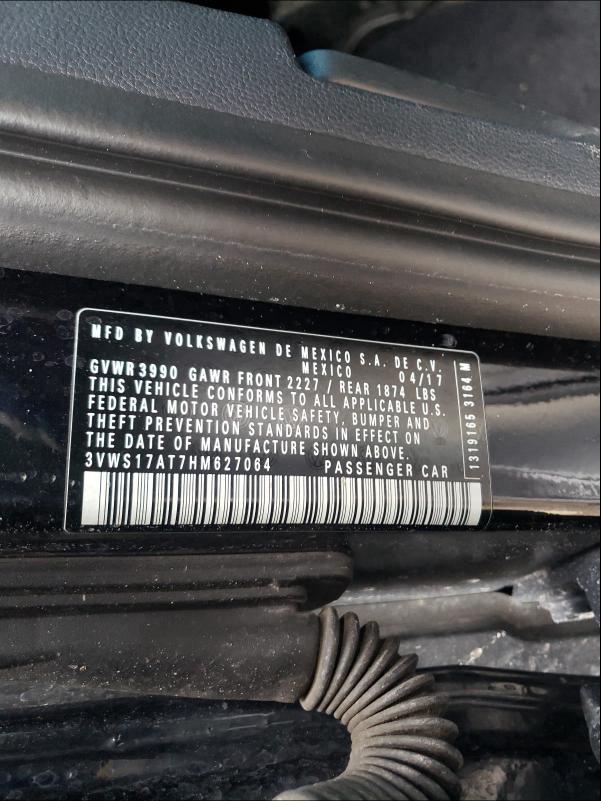 MFD BY VOLKSWAGEN DE MEXICO S.A. DE C.V.
MEXICO 04/17
GVWR 3990 GAWR FRONT 2227 / REAR 1874 LBS
THIS VEHICLE CONFORMS TO ALL APPLICABLE U.S.
FEDERAL MOTOR VEHICLE SAFETY, BUMPER AND
THEFT PREVENTION STANDARDS IN EFFECT ON
THE DATE OF MANUFACTURE SHOWN ABOVE.
3VWS17AT7HM627064 PASSENGER CAR
1319165 3164 M